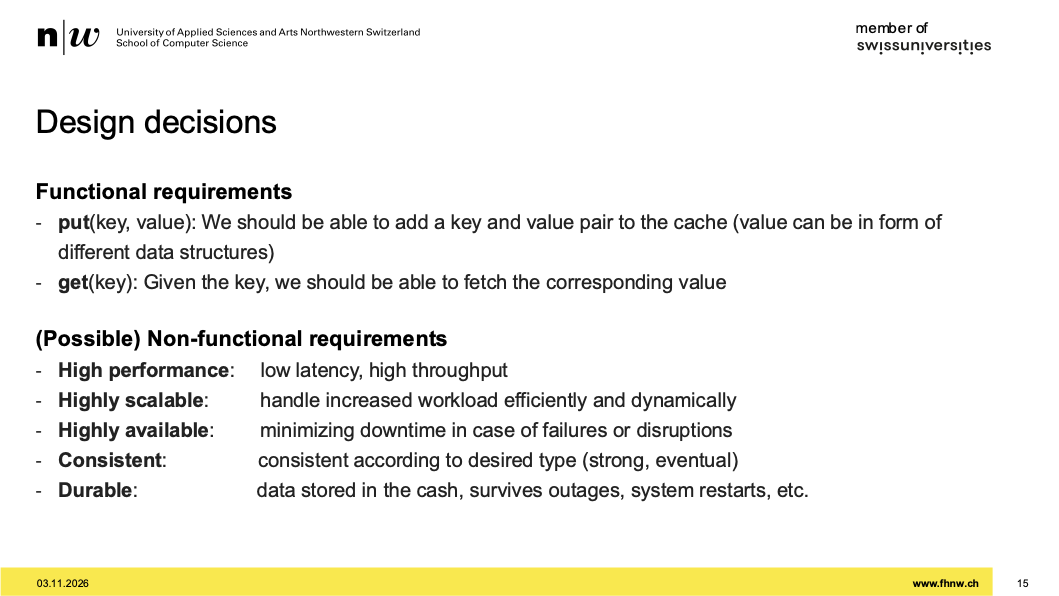 n|w University of Applied Sciences and Arts Northwestern Switzerland
School of Computer Science
member of
swissuniversities
Design decisions
Functional requirements
- put(key, value): We should be able to add a key and value pair to the cache (value can be in form of
different data structures)
- get(key): Given the key, we should be able to fetch the corresponding value
(Possible) Non-functional requirements
- High performance: low latency, high throughput
- Highly scalable: handle increased workload efficiently and dynamically
- Highly available: minimizing downtime in case of failures or disruptions
- Consistent: consistent according to desired type (strong, eventual)
- Durable: data stored in the cash, survives outages, system restarts, etc.
03.11.2026 www.fhnw.ch 15